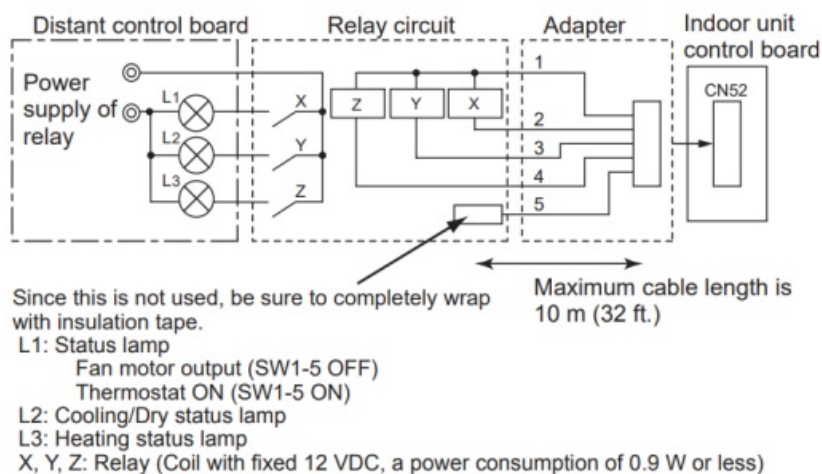 Distant control board
Relay circuit
Adapter
Indoor unit
control board
Power
supply of
relay
L1
L2
L3
X
Y
Z
Z
Y
X
1
2
3
4
5
CN52
Since this is not used, be sure to completely wrap
with insulation tape.
Maximum cable length is
10 m (32 ft.)
L1: Status lamp
Fan motor output (SW1-5 OFF)
Thermostat ON (SW1-5 ON)
L2: Cooling/Dry status lamp
L3: Heating status lamp
X, Y, Z: Relay (Coil with fixed 12 VDC, a power consumption of 0.9 W or less)